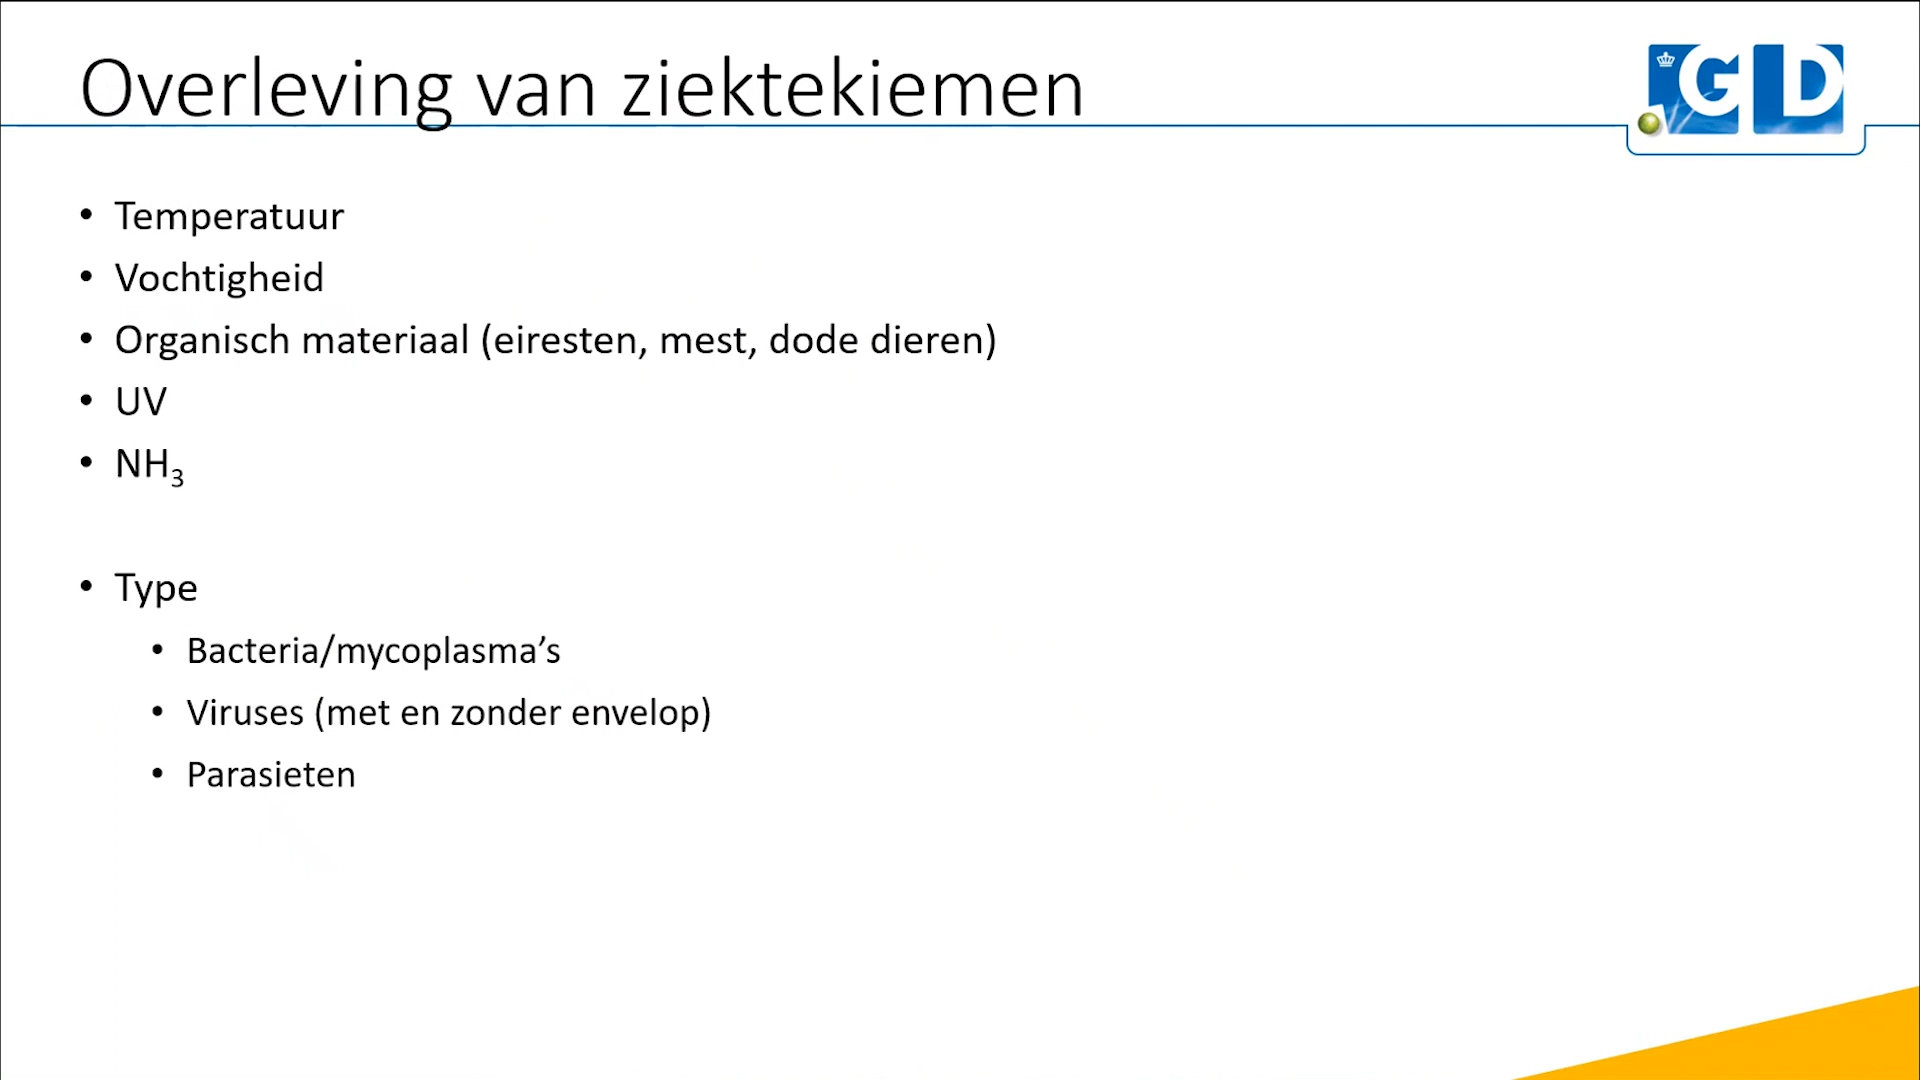 Overleving van ziektekiemen
GD
• Temperatuur
• Vochtigheid
• Organisch materiaal (eiresten, mest, dode dieren)
• UV
• NH₃
• Type
• Bacteria/mycoplasma’s
• Viruses (met en zonder envelop)
• Parasieten